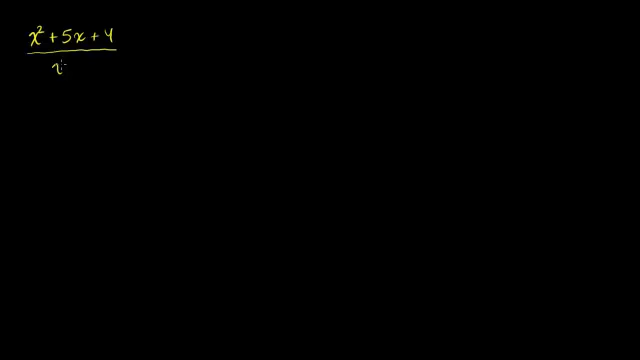 x² + 5x + 4
x